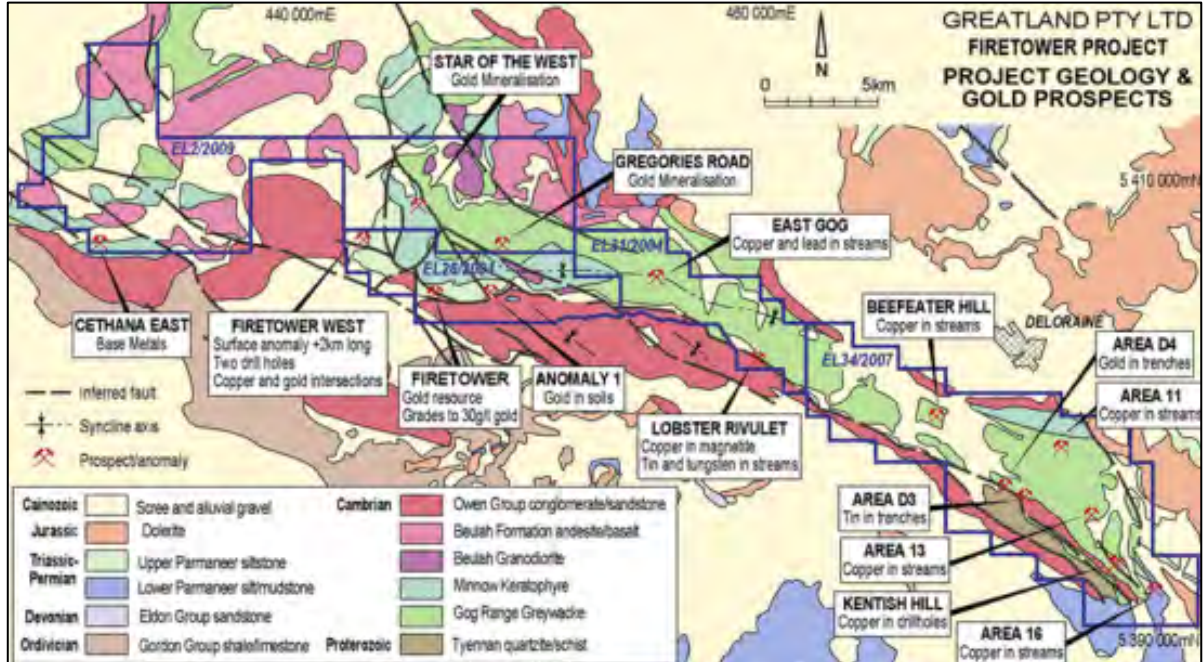 440 000mE
460 000mE
GREATLAND PTY LTD
FIRETOWER PROJECT
PROJECT GEOLOGY &
GOLD PROSPECTS
N
0 5km
STAR OF THE WEST
Gold Mineralisation
EL2/2009
GREGORIES ROAD
Gold Mineralisation
5 410 000mN
EAST GOG
Copper and lead in streams
EL31/2004
EL26/2004
BEEFEATER HILL
Copper in streams
DELORAINE
CETHANA EAST
Base Metals
FIRETOWER WEST
Surface anomaly +2km long
Two drill holes
Copper and gold intersections
FIRETOWER
Gold resource
Grades to 30g/t gold
ANOMALY 1
Gold in soils
EL34/2007
AREA D4
Gold in trenches
AREA 11
Copper in streams
LOBSTER RIVULET
Copper in magnetite
Tin and tungsten in streams
Inferred fault
Syncline axis
Prospect/anomaly
AREA D3
Tin in trenches
AREA 13
Copper in streams
KENTISH HILL
Copper in drillholes
AREA 16
Copper in streams
5 390 000mN
Cainozoic Scree and alluvial gravel
Jurassic Dolerite
Triassic-
Permian
Upper Parmaneer siltstone
Lower Parmaneer silt/mudstone
Devonian Eldon Group sandstone
Ordivician Gordon Group shale/limestone
Cambrian Owen Group conglomerate/sandstone
Beulah Formation andesite/basalt
Beulah Granodiorite
Minnow Keratophyre
Gog Range Greywacke
Proterozoic Tyennan quartzite/schist